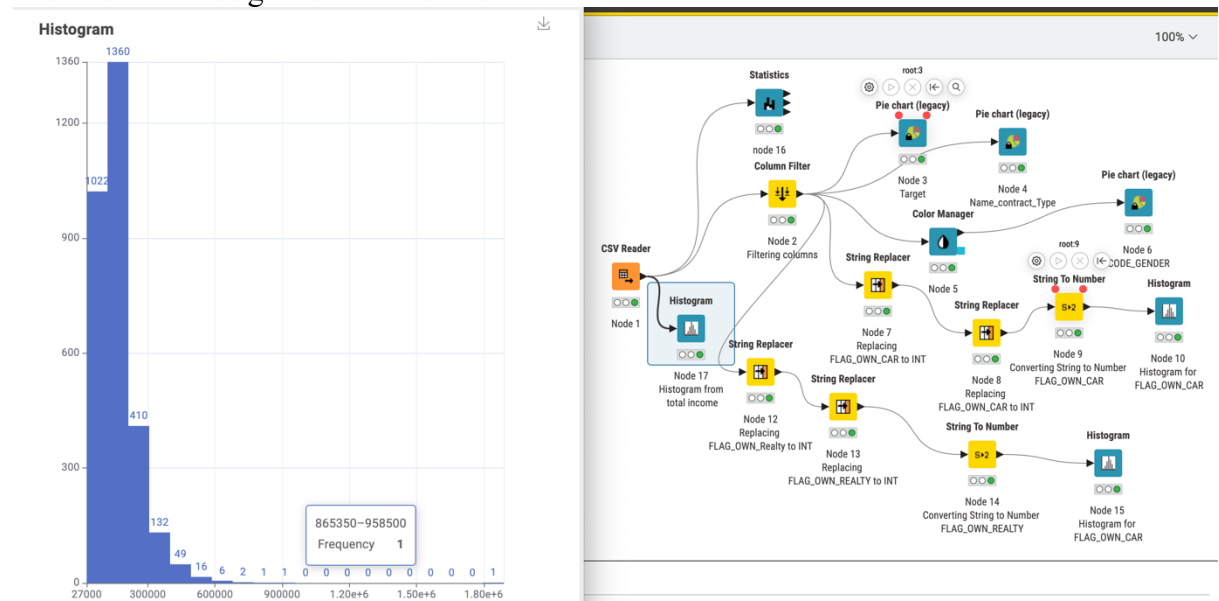 Histogram
1360
1360
1200
1022
900
600
410
300
132
49
16
6
2
1
1
0
0
0
0
0
0
0
0
1
865350–958500
Frequency 1
0
27000
300000
600000
900000
1.20e+6
1.50e+6
1.80e+6
100%
Statistics
node 16
root:3
Pie chart (legacy)
Node 3
Target
Pie chart (legacy)
Node 4
Name_contract_Type
Column Filter
Node 2
Filtering columns
Pie chart (legacy)
Node 6
CODE_GENDER
Color Manager
Node 5
CSV Reader
Node 1
Histogram
Node 17
Histogram from
total income
String Replacer
Node 7
Replacing
FLAG_OWN_CAR to INT
String Replacer
Node 8
Replacing
FLAG_OWN_CAR to INT
root:9
String To Number
S▸2
Node 9
Converting String to Number
FLAG_OWN_CAR
Histogram
Node 10
Histogram for
FLAG_OWN_CAR
String Replacer
Node 12
Replacing
FLAG_OWN_Realty to INT
String Replacer
Node 13
Replacing
FLAG_OWN_REALTY to INT
String To Number
S▸2
Node 14
Converting String to Number
FLAG_OWN_REALTY
Histogram
Node 15
Histogram for
FLAG_OWN_CAR